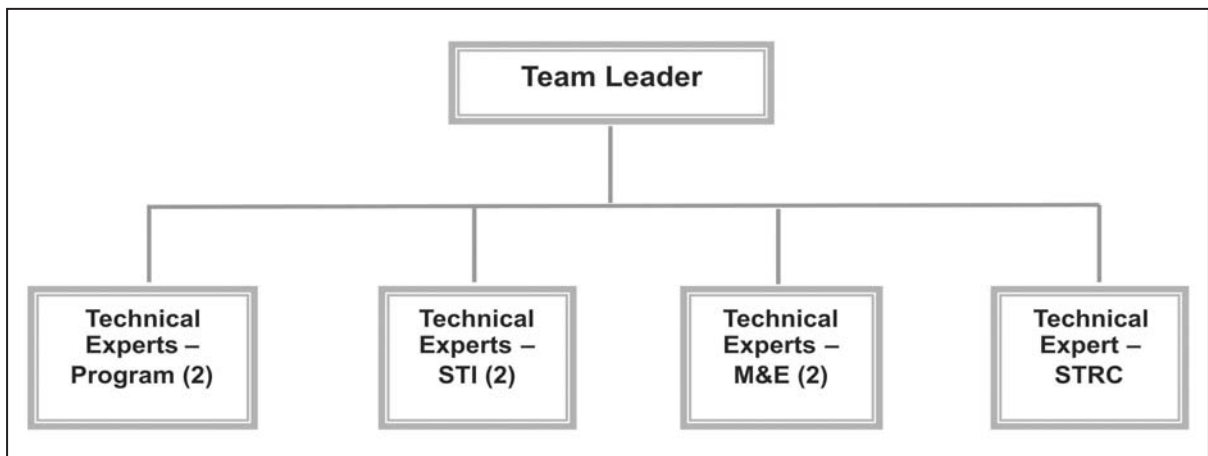 Team Leader
Technical
Experts –
Program (2)
Technical
Experts –
STI (2)
Technical
Experts –
M&E (2)
Technical
Expert –
STRC